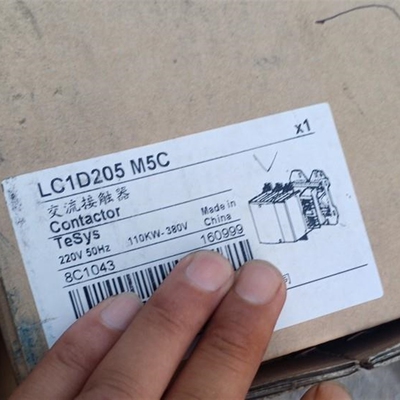 LC1D205 M5C
x1
交流接触器
Contactor
TeSys
220V 50Hz 110KW-380V Made in
China
8C1043 160999
司